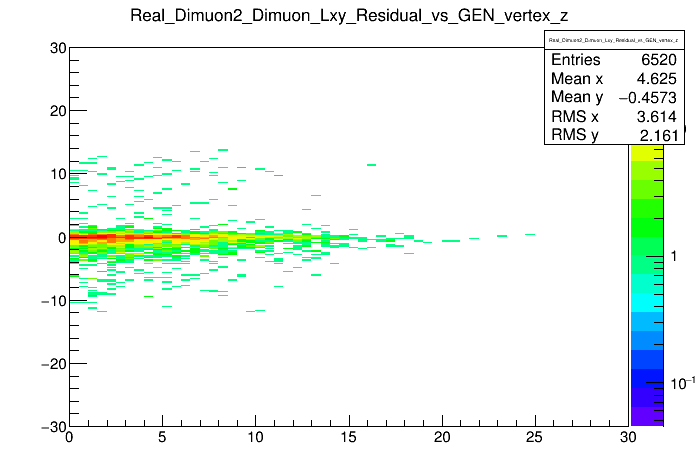 Real_Dimuon2_Dimuon_Lxy_Residual_vs_GEN_vertex_z
Real_Dimuon2_Dimuon_Lxy_Residual_vs_GEN_vertex_z
Entries 6520
Mean x 4.625
Mean y −0.4573
RMS x 3.614
RMS y 2.161
30
20
10
0
−10
−20
−30
0 5 10 15 20 25 30
1
10⁻¹